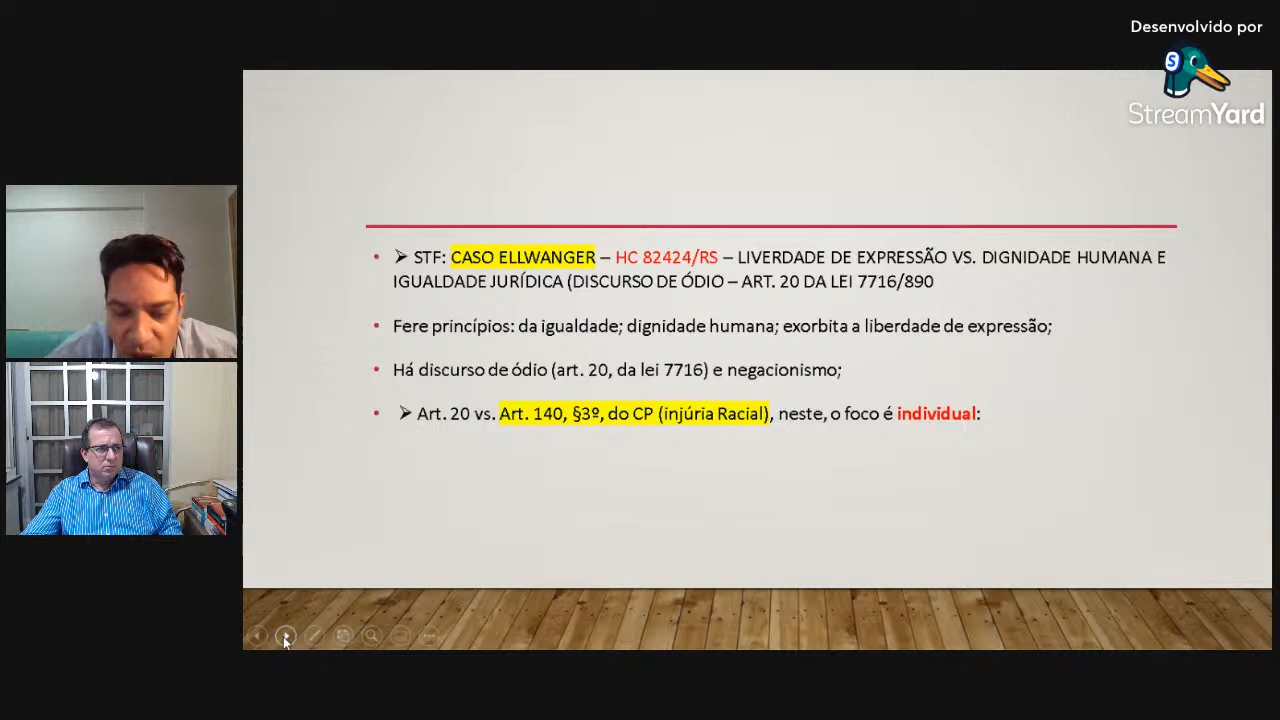 Desenvolvido por
S
StreamYard
• ➢ STF: CASO ELLWANGER – HC 82424/RS – LIVERDADE DE EXPRESSÃO VS. DIGNIDADE HUMANA E
IGUALDADE JURÍDICA (DISCURSO DE ÓDIO – ART. 20 DA LEI 7716/890
• Fere princípios: da igualdade; dignidade humana; exorbita a liberdade de expressão;
• Há discurso de ódio (art. 20, da lei 7716) e negacionismo;
• ➢ Art. 20 vs. Art. 140, §3º, do CP (injúria Racial), neste, o foco é individual: